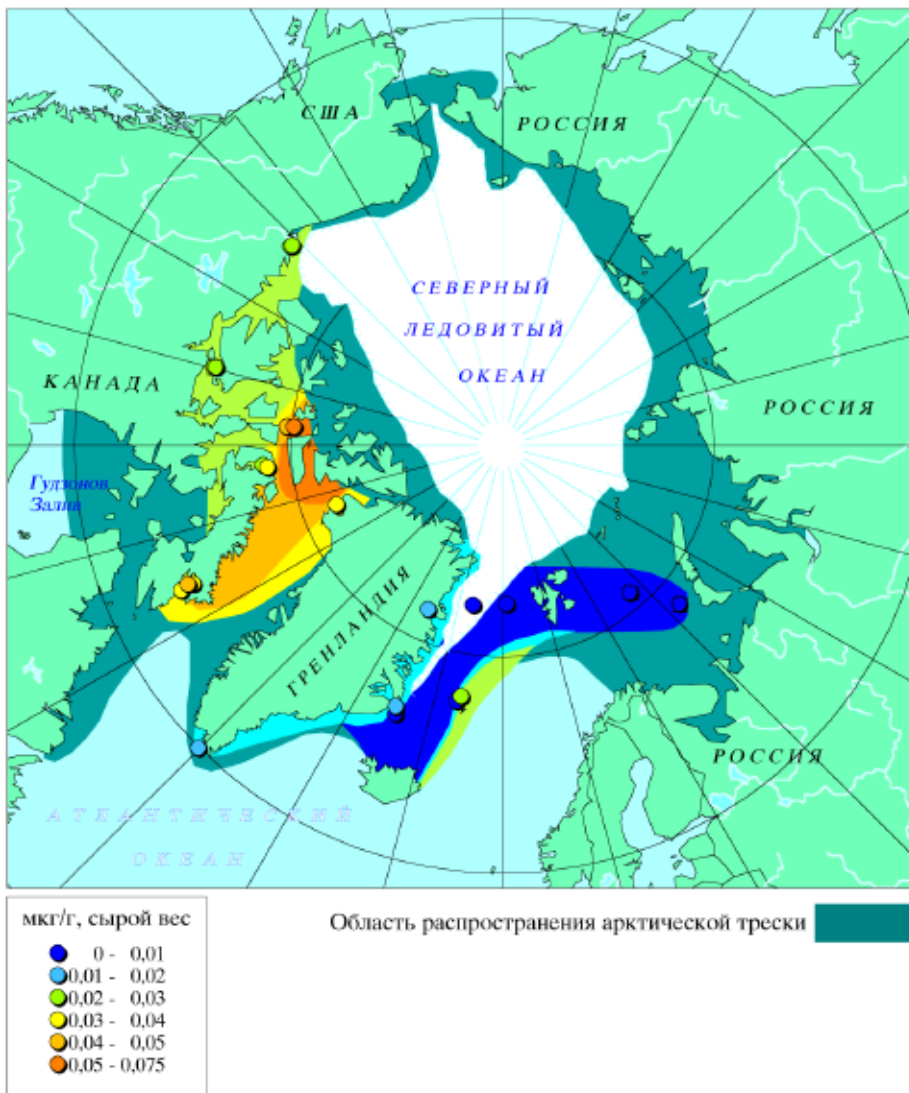 США
РОССИЯ
СЕВЕРНЫЙ
ЛЕДОВИТЫЙ
ОКЕАН
КАНАДА
РОССИЯ
Гудзонов
Залив
ГРЕНЛАНДИЯ
РОССИЯ
АТЛАНТИЧЕСКИЙ
ОКЕАН
мкг/г, сырой вес
0 - 0,01
0,01 - 0,02
0,02 - 0,03
0,03 - 0,04
0,04 - 0,05
0,05 - 0,075
Область распространения арктической трески